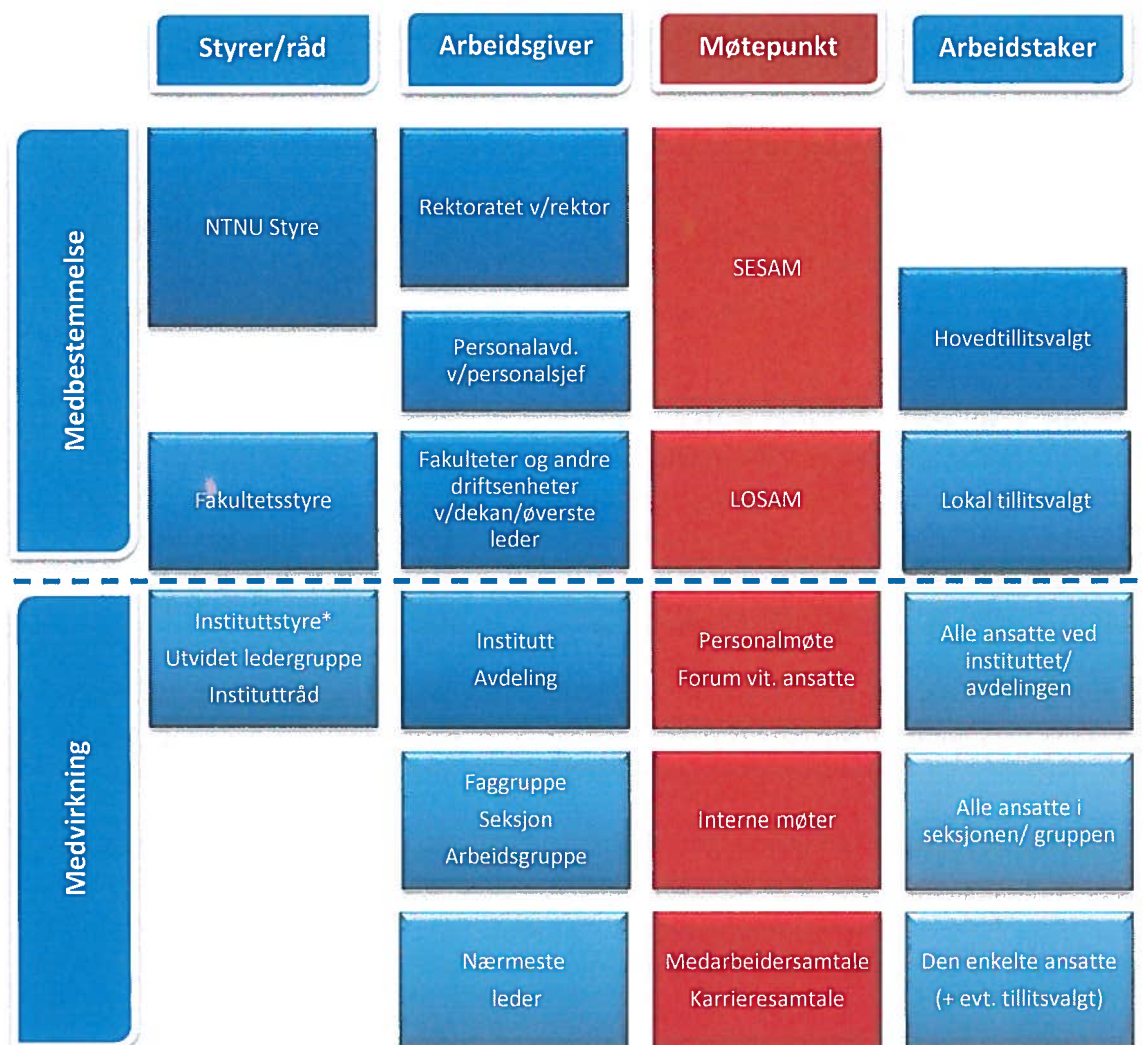 Styrer/råd
Arbeidsgiver
Møtepunkt
Arbeidstaker
Medbestemmelse
NTNU Styre
Rektoratet v/rektor
SESAM
Personalavd.
v/personalsjef
Hovedtillitsvalgt
Fakultetsstyre
Fakulteter og andre
driftsenheter
v/dekan/øverste
leder
LOSAM
Lokal tillitsvalgt
Medvirkning
Instituttstyre*
Utvidet ledergruppe
Instituttråd
Institutt
Avdeling
Personalmøte
Forum vit. ansatte
Alle ansatte ved
instituttet/
avdelingen
Faggruppe
Seksjon
Arbeidsgruppe
Interne møter
Alle ansatte i
seksjonen/ gruppen
Nærmeste
leder
Medarbeidersamtale
Karrieresamtale
Den enkelte ansatte
(+ evt. tillitsvalgt)